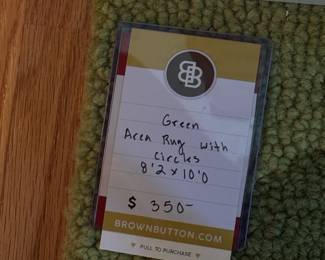 BB
Green
Area Rug with
circles
8'2 x 10'0
$ 350-
BROWNBUTTON.COM
PULL TO PURCHASE